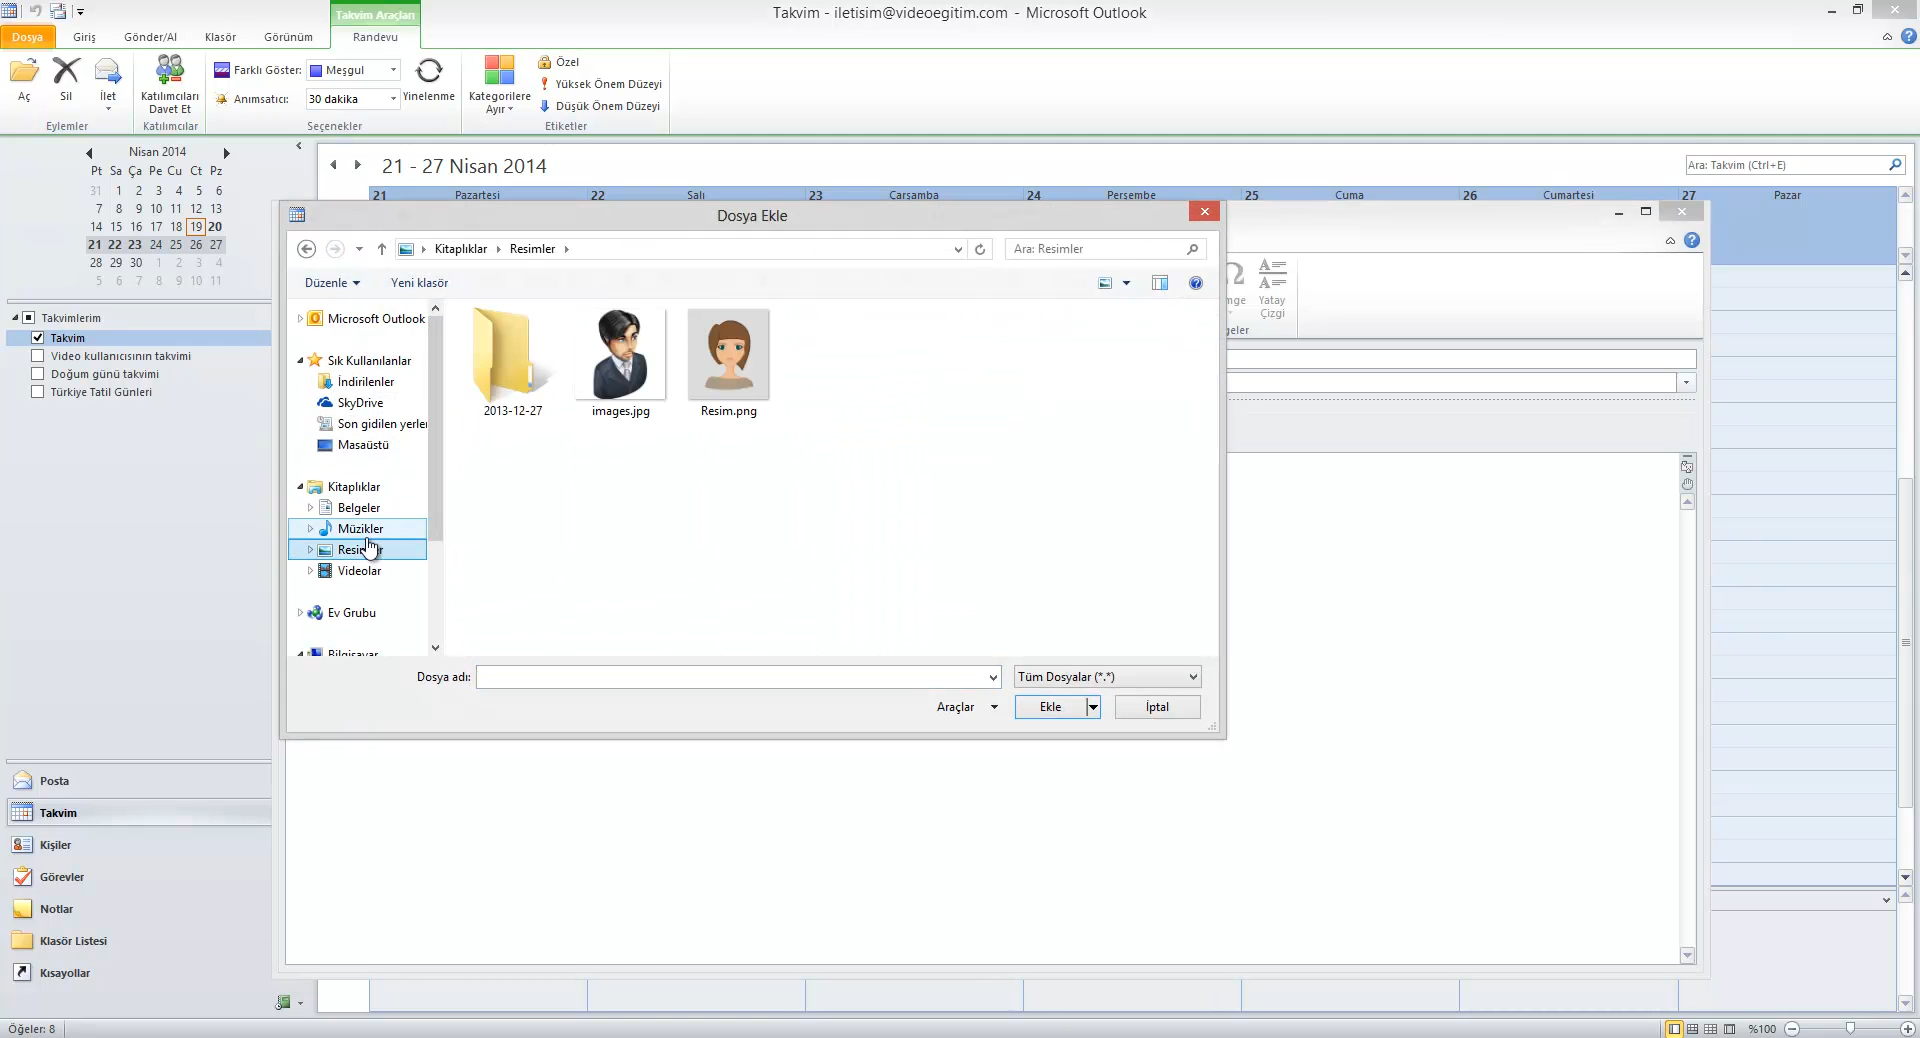 Takvim Araçları
Takvim - iletisim@videoegitim.com - Microsoft Outlook
Dosya
Giriş
Gönder/Al
Klasör
Görünüm
Randevu
Aç
Sil
İlet
Eylemler
Katılımcıları
Davet Et
Katılımcılar
Farklı Göster:
Meşgul
Anımsatıcı:
30 dakika
Yinelenme
Seçenekler
Kategorilere
Ayır
Özel
Yüksek Önem Düzeyi
Düşük Önem Düzeyi
Etiketler
Nisan 2014
Pt Sa Ça Pe Cu Ct Pz
31 1 2 3 4 5 6
7 8 9 10 11 12 13
14 15 16 17 18 19 20
21 22 23 24 25 26 27
28 29 30 1 2 3 4
5 6 7 8 9 10 11
Takvimlerim
Takvim
Video kullanıcısının takvimi
Doğum günü takvimi
Türkiye Tatil Günleri
21 - 27 Nisan 2014
Ara: Takvim (Ctrl+E)
21 Pazartesi 22 Salı 23 Çarşamba 24 Perşembe 25 Cuma 26 Cumartesi 27 Pazar
Dosya Ekle
Kitaplıklar
Resimler
Ara: Resimler
Düzenle
Yeni klasör
Microsoft Outlook
Sık Kullanılanlar
İndirilenler
SkyDrive
Son gidilen yerler
Masaüstü
Kitaplıklar
Belgeler
Müzikler
Videolar
Ev Grubu
Bilgisayar
2013-12-27
images.jpg
Resim.png
Dosya adı:
Tüm Dosyalar (*.*)
Araçlar
Ekle
İptal
Yatay
Çizgi
Posta
Takvim
Kişiler
Görevler
Notlar
Klasör Listesi
Kısayollar
Öğeler: 8
%100